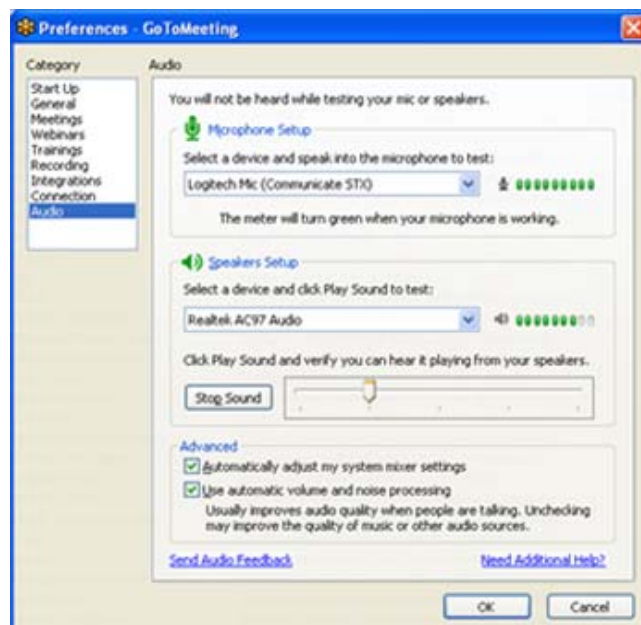 Preferences - GoToMeeting
Category
Start Up
General
Meetings
Webinars
Trainings
Recording
Integrations
Connection
Audio
Audio
You will not be heard while testing your mic or speakers.
Microphone Setup
Select a device and speak into the microphone to test:
Logitech Mic (Communicate STX)
The meter will turn green when your microphone is working.
Speakers Setup
Select a device and click Play Sound to test:
Realtek AC97 Audio
Click Play Sound and verify you can hear it playing from your speakers.
Stop Sound
Advanced
Automatically adjust my system mixer settings
Use automatic volume and noise processing
Usually improves audio quality when people are talking. Unchecking
may improve the quality of music or other audio sources.
Send Audio Feedback
Need Additional Help?
OK
Cancel